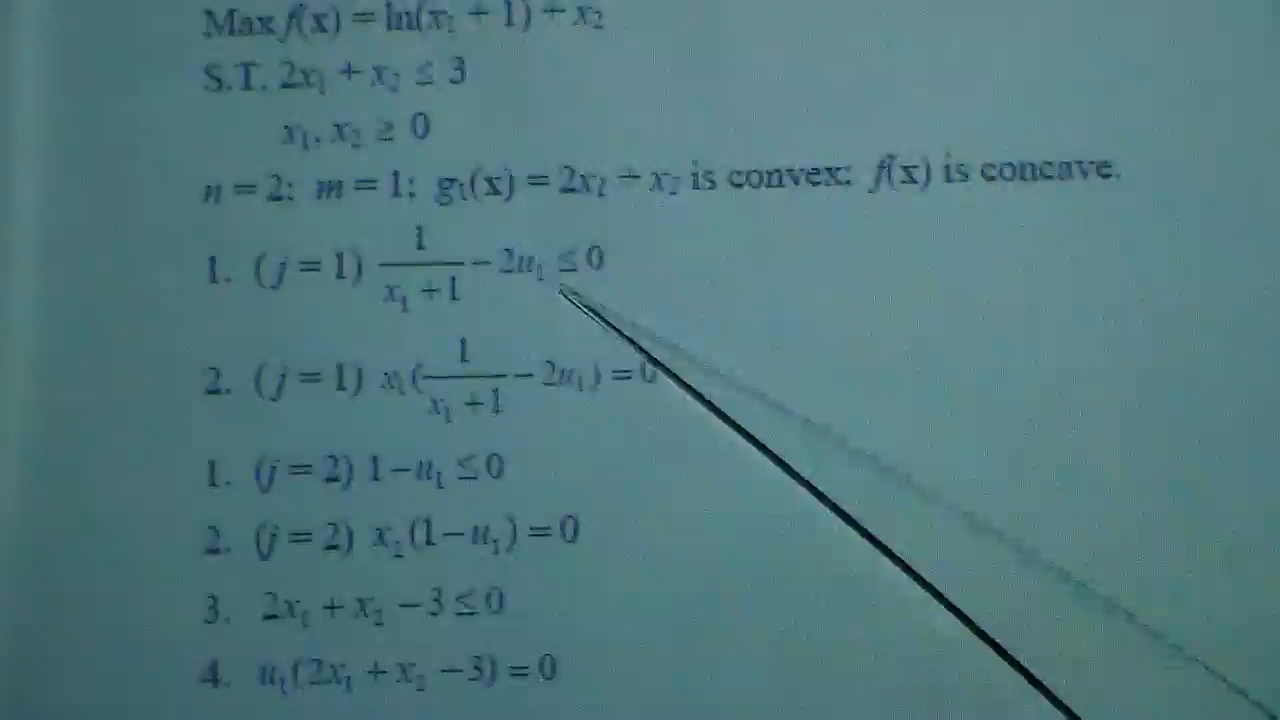 Max f(x) = ln(x₁ + 1) + x₂
S.T. 2x₁ + x₂ ≤ 3
x₁, x₂ ≥ 0
n = 2; m = 1; g₁(x) = 2x₁ + x₂ is convex; f(x) is concave.
1. (j = 1) 1/(x₁ + 1) − 2u₁ ≤ 0
2. (j = 1) x₁(1/(x₁ + 1) − 2u₁) = 0
1. (j = 2) 1 − u₁ ≤ 0
2. (j = 2) x₂(1 − u₁) = 0
3. 2x₁ + x₂ − 3 ≤ 0
4. u₁(2x₁ + x₂ − 3) = 0